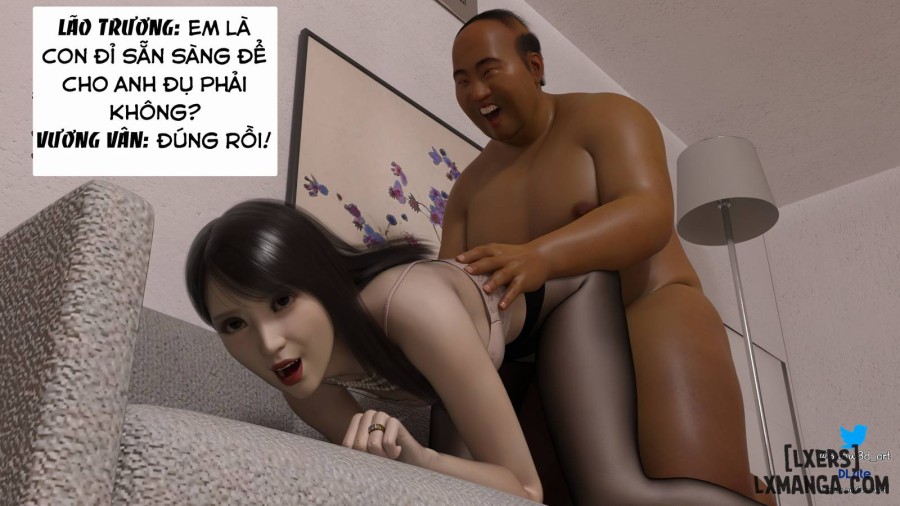 LÃO TRƯƠNG: EM LÀ
CON ĐĨ SẴN SÀNG ĐỂ
CHO ANH ĐỤ PHẢI
KHÔNG?
VƯƠNG VÂN: ĐÚNG RỒI!
[LXERS]
LXMANGA.COM